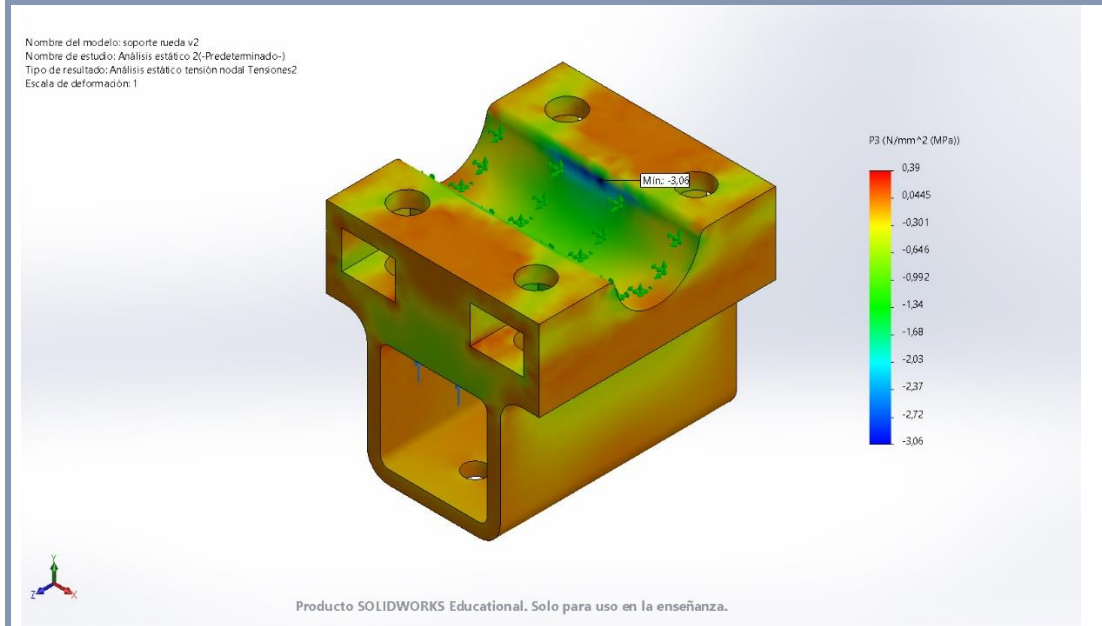 Nombre del modelo: soporte rueda v2
Nombre de estudio: Análisis estático 2(-Predeterminado-)
Tipo de resultado: Análisis estático tensión nodal Tensiones2
Escala de deformación: 1
P3 (N/mm^2 (MPa))
0,39
0,0445
-0,301
-0,646
-0,992
-1,34
-1,68
-2,03
-2,37
-2,72
-3,06
Mín.: -3,06
Y
Z
X
Producto SOLIDWORKS Educational. Solo para uso en la enseñanza.